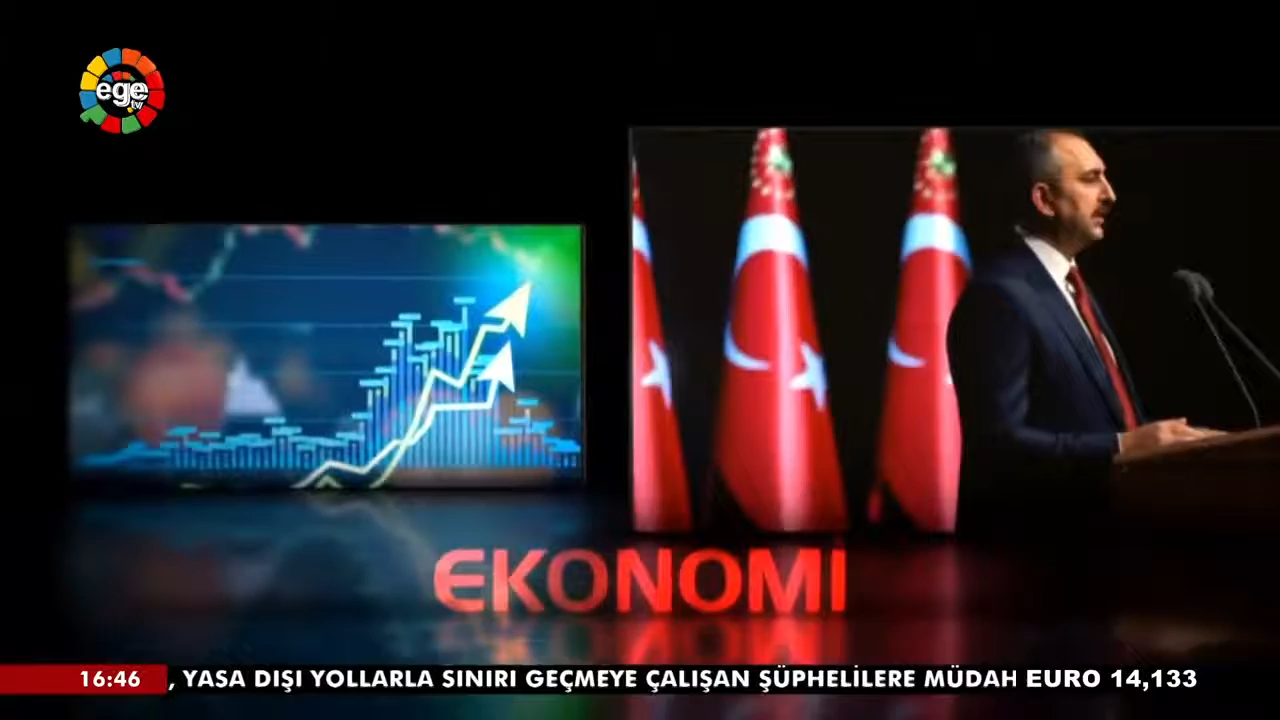 ege
tv
EKONOMİ
16:46 , YASA DIŞI YOLLARLA SINIRI GEÇMEYE ÇALIŞAN ŞÜPHELİLERE MÜDAH EURO 14,133